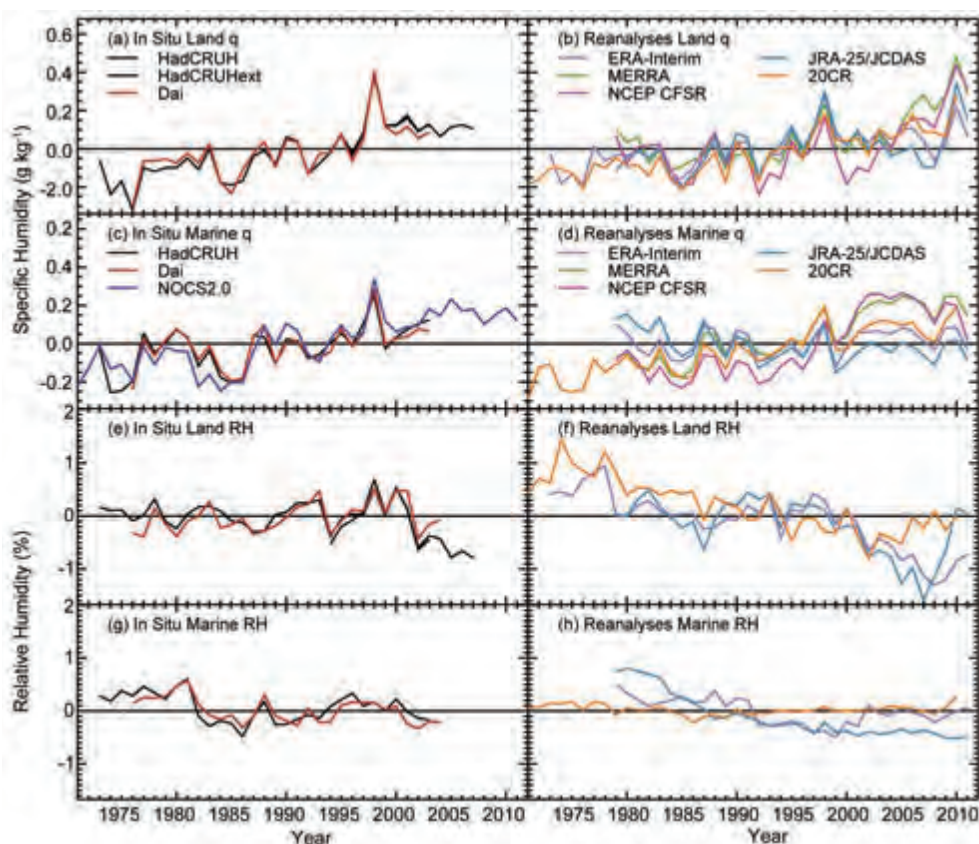 Specific Humidity (g kg⁻¹)
Relative Humidity (%)
(a) In Situ Land q
HadCRUH
HadCRUHext
Dai
0.6
0.4
0.2
0.0
-2.0
(b) Reanalyses Land q
ERA-Interim
MERRA
NCEP CFSR
JRA-25/JCDAS
20CR
(c) In Situ Marine q
HadCRUH
Dai
NOCS2.0
0.2
0.4
0.2
0.0
-0.2
(d) Reanalyses Marine q
ERA-Interim
MERRA
NCEP CFSR
JRA-25/JCDAS
20CR
(e) In Situ Land RH
2
1
0
-1
(f) Reanalyses Land RH
(g) In Situ Marine RH
2
1
0
-1
(h) Reanalyses Marine RH
1975 1980 1985 1990 1995 2000 2005 2010
Year
1975 1980 1985 1990 1995 2000 2005 2010
Year